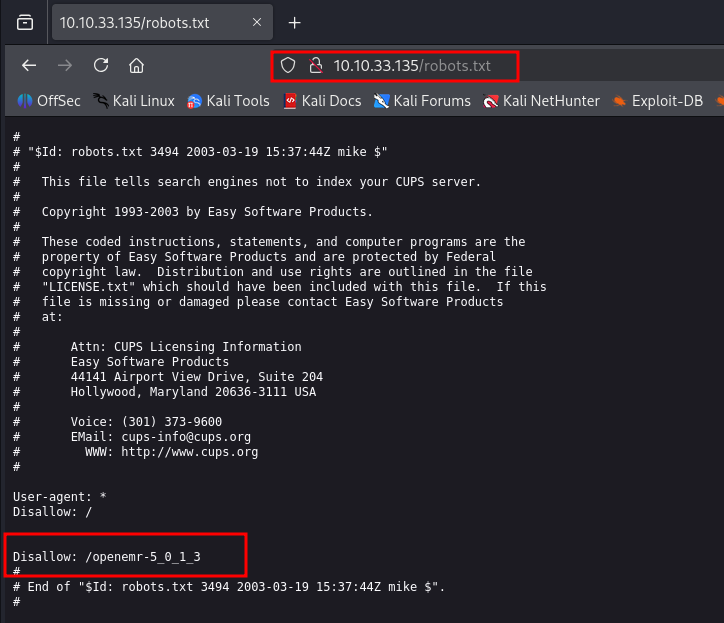 10.10.33.135/robots.txt
10.10.33.135/robots.txt
OffSec Kali Linux Kali Tools Kali Docs Kali Forums Kali NetHunter Exploit-DB
#
# "$Id: robots.txt 3494 2003-03-19 15:37:44Z mike $"
#
#   This file tells search engines not to index your CUPS server.
#
#   Copyright 1993-2003 by Easy Software Products.
#
#   These coded instructions, statements, and computer programs are the
#   property of Easy Software Products and are protected by Federal
#   copyright law.  Distribution and use rights are outlined in the file
#   "LICENSE.txt" which should have been included with this file.  If this
#   file is missing or damaged please contact Easy Software Products
#   at:
#
#       Attn: CUPS Licensing Information
#       Easy Software Products
#       44141 Airport View Drive, Suite 204
#       Hollywood, Maryland 20636-3111 USA
#
#       Voice: (301) 373-9600
#       EMail: cups-info@cups.org
#         WWW: http://www.cups.org
#
User-agent: *
Disallow: /
Disallow: /openemr-5_0_1_3
#
# End of "$Id: robots.txt 3494 2003-03-19 15:37:44Z mike $".
#